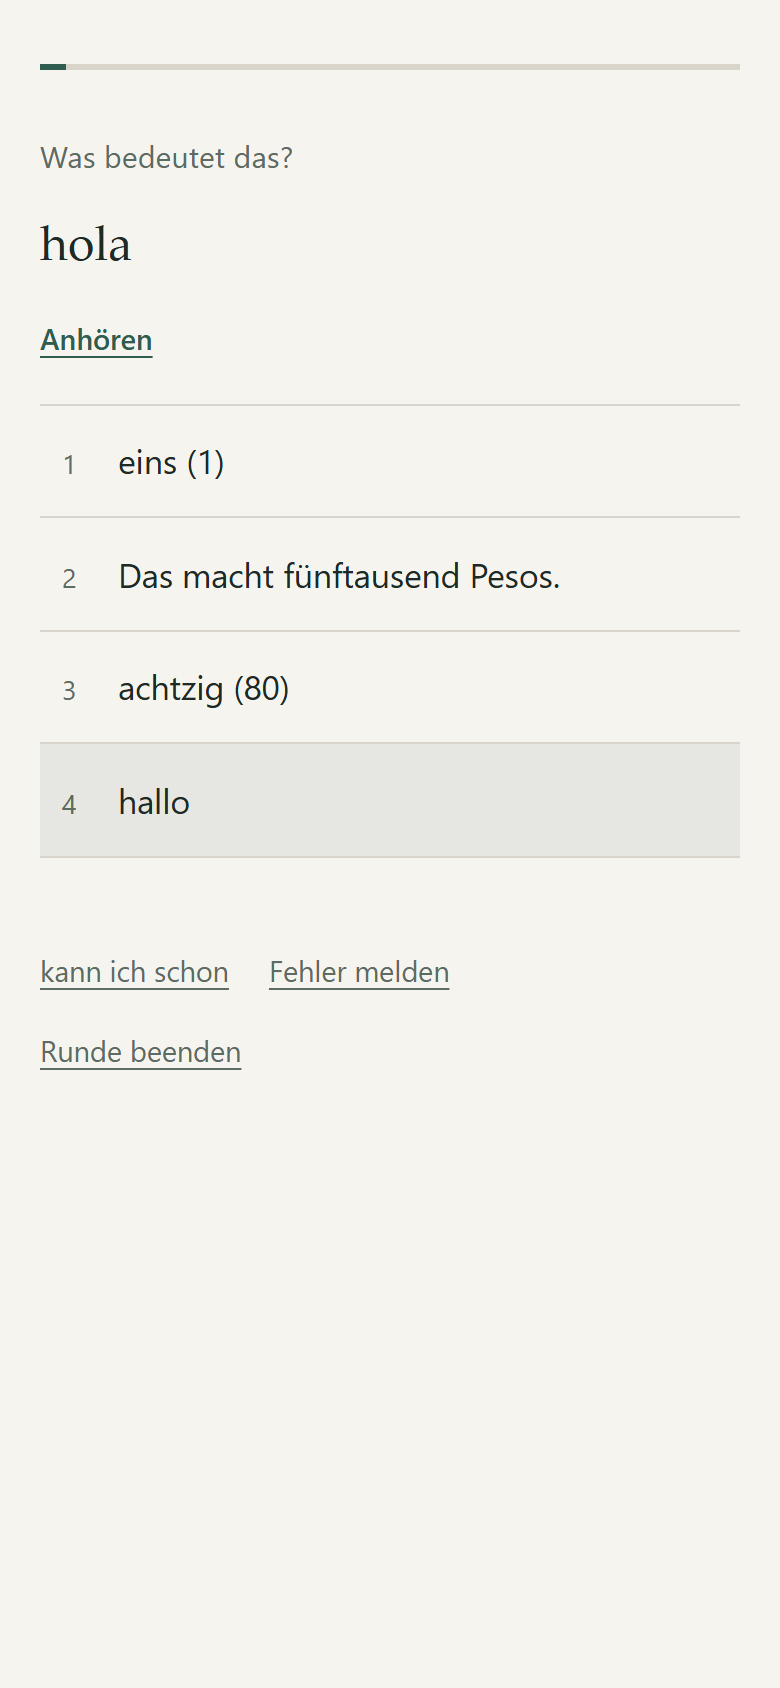 Was bedeutet das?
hola
Anhören
1 eins (1)
2 Das macht fünftausend Pesos.
3 achtzig (80)
4 hallo
kann ich schon Fehler melden
Runde beenden